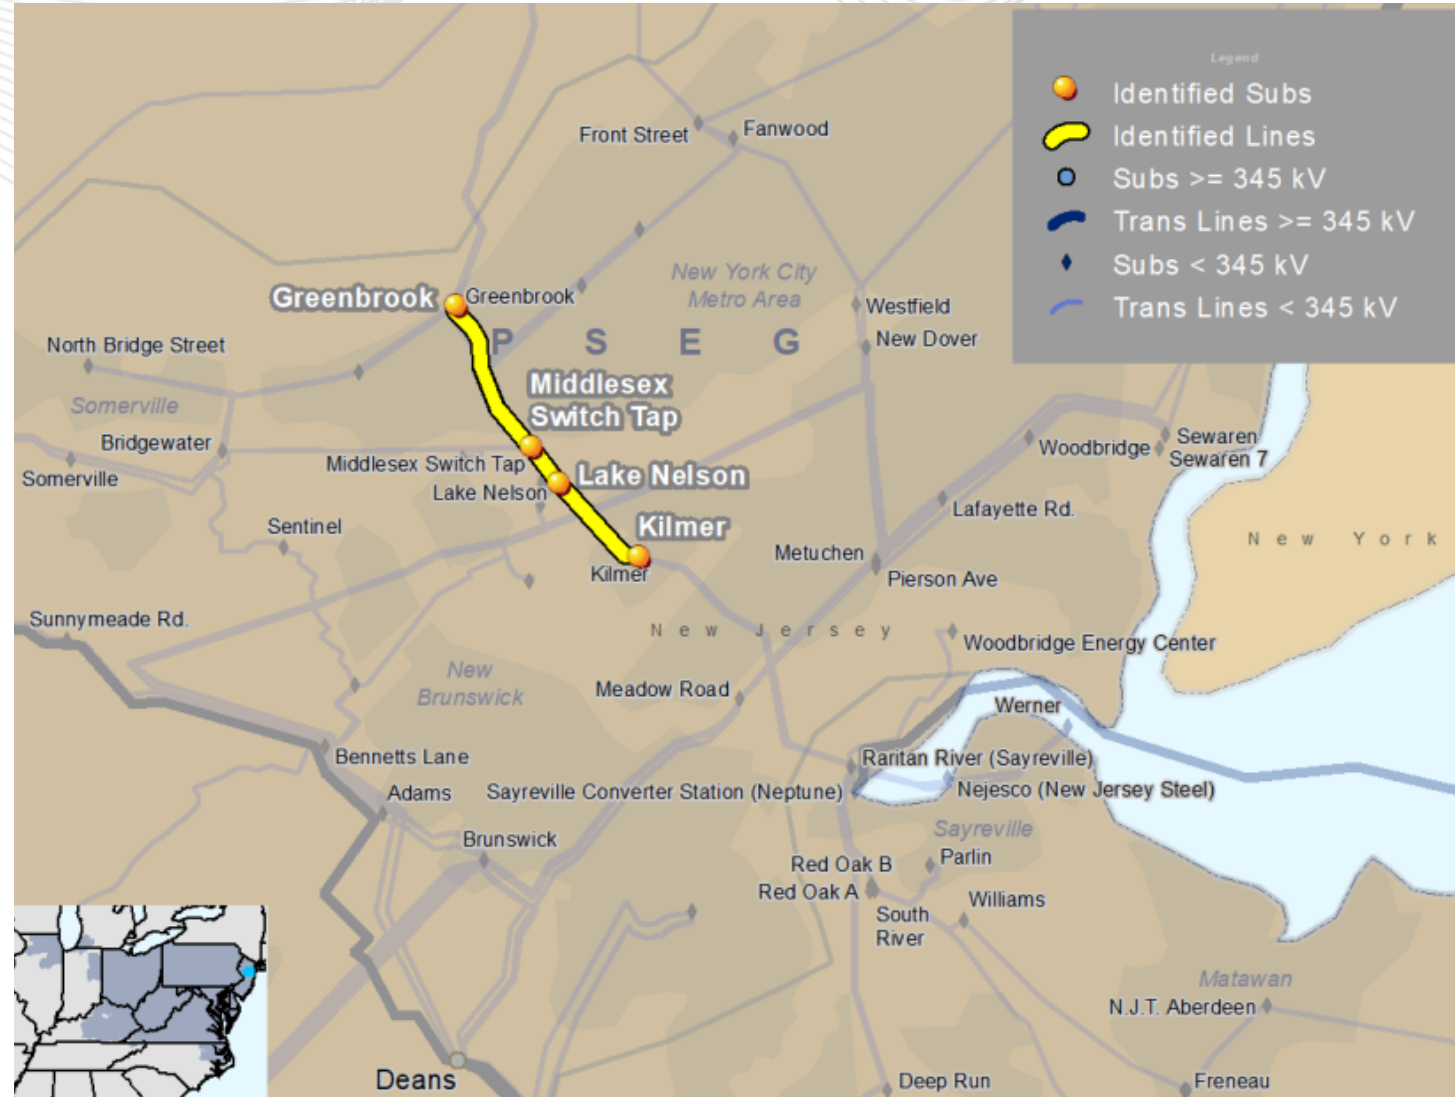 Legend
Identified Subs
Identified Lines
Subs >= 345 kV
Trans Lines >= 345 kV
Subs < 345 kV
Trans Lines < 345 kV
Front Street
Fanwood
New York City
Metro Area
Greenbrook
Greenbrook
Westfield
New Dover
North Bridge Street
P S E G
Middlesex
Switch Tap
Somerville
Bridgewater
Somerville
Middlesex Switch Tap
Lake Nelson
Lake Nelson
Woodbridge
Sewaren
Sewaren 7
Lafayette Rd.
Sentinel
Kilmer
Kilmer
Metuchen
Pierson Ave
New York
Sunnymeade Rd.
New Jersey
Woodbridge Energy Center
New
Brunswick
Meadow Road
Werner
Bennetts Lane
Raritan River (Sayreville)
Adams
Sayreville Converter Station (Neptune)
Nejesco (New Jersey Steel)
Sayreville
Brunswick
Parlin
Red Oak B
Red Oak A
Williams
South
River
Matawan
N.J.T. Aberdeen
Deans
Deep Run
Freneau